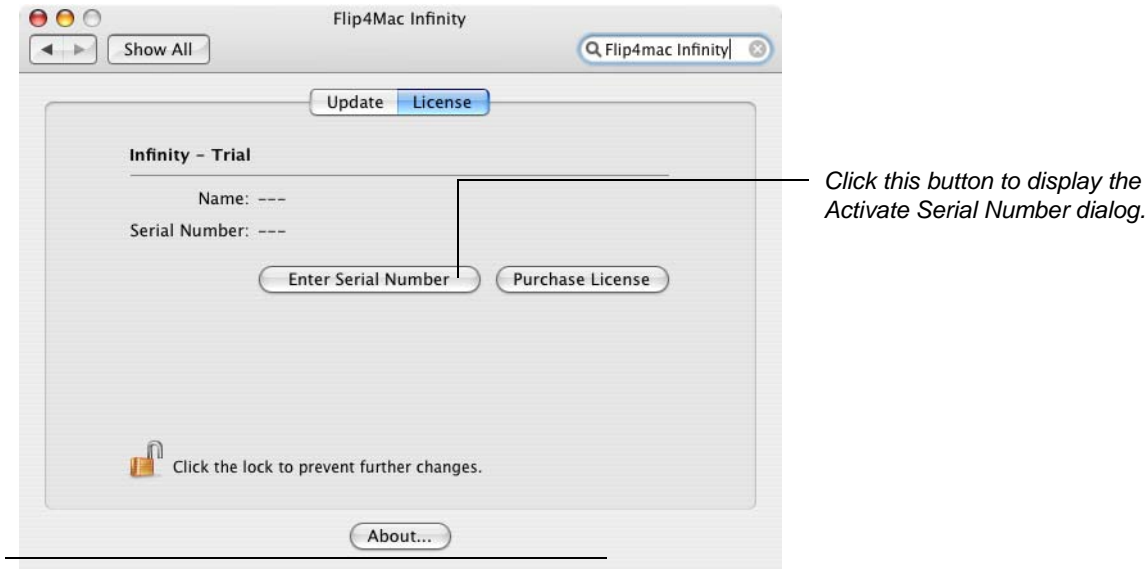 Flip4Mac Infinity
Show All
Flip4mac Infinity
Update License
Infinity – Trial
Name: ---
Serial Number: ---
Enter Serial Number Purchase License
Click this button to display the
Activate Serial Number dialog.
Click the lock to prevent further changes.
About...